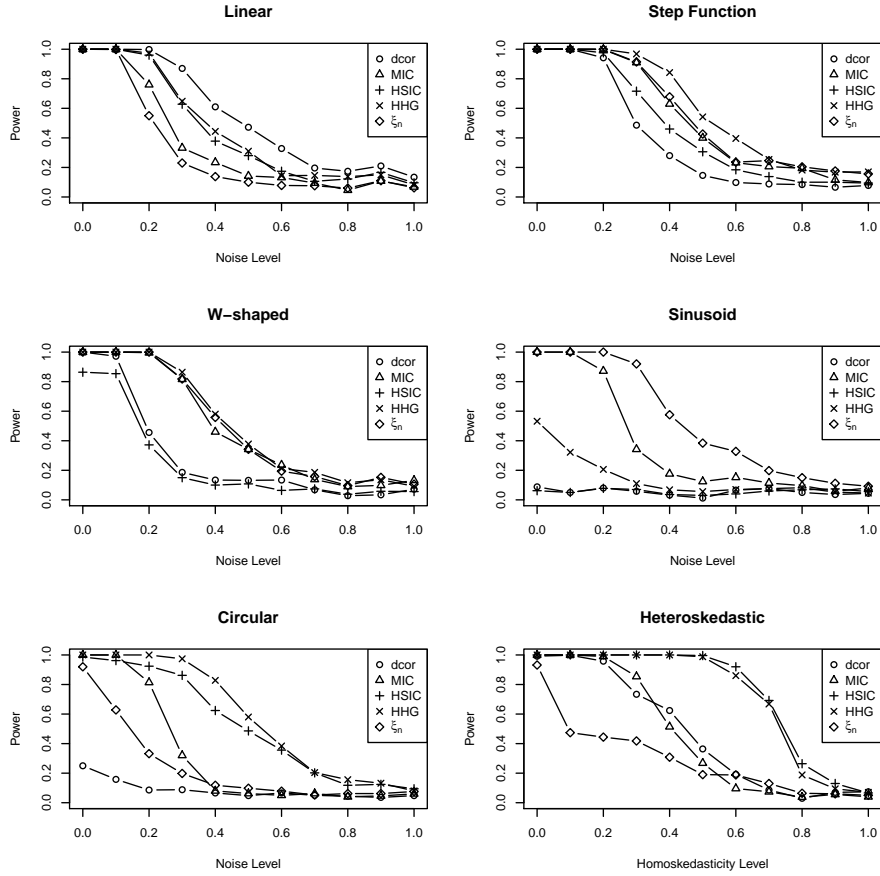 Linear
Power
0.0 0.2 0.4 0.6 0.8 1.0
dcor
MIC
HSIC
HHG
ξn
0.0 0.2 0.4 0.6 0.8 1.0
Noise Level
Step Function
Power
0.0 0.2 0.4 0.6 0.8 1.0
dcor
MIC
HSIC
HHG
ξn
0.0 0.2 0.4 0.6 0.8 1.0
Noise Level
W−shaped
Power
0.0 0.2 0.4 0.6 0.8 1.0
dcor
MIC
HSIC
HHG
ξn
0.0 0.2 0.4 0.6 0.8 1.0
Noise Level
Sinusoid
Power
0.0 0.2 0.4 0.6 0.8 1.0
dcor
MIC
HSIC
HHG
ξn
0.0 0.2 0.4 0.6 0.8 1.0
Noise Level
Circular
Power
0.0 0.2 0.4 0.6 0.8 1.0
dcor
MIC
HSIC
HHG
ξn
0.0 0.2 0.4 0.6 0.8 1.0
Noise Level
Heteroskedastic
Power
0.0 0.2 0.4 0.6 0.8 1.0
dcor
MIC
HSIC
HHG
ξn
0.0 0.2 0.4 0.6 0.8 1.0
Homoskedasticity Level